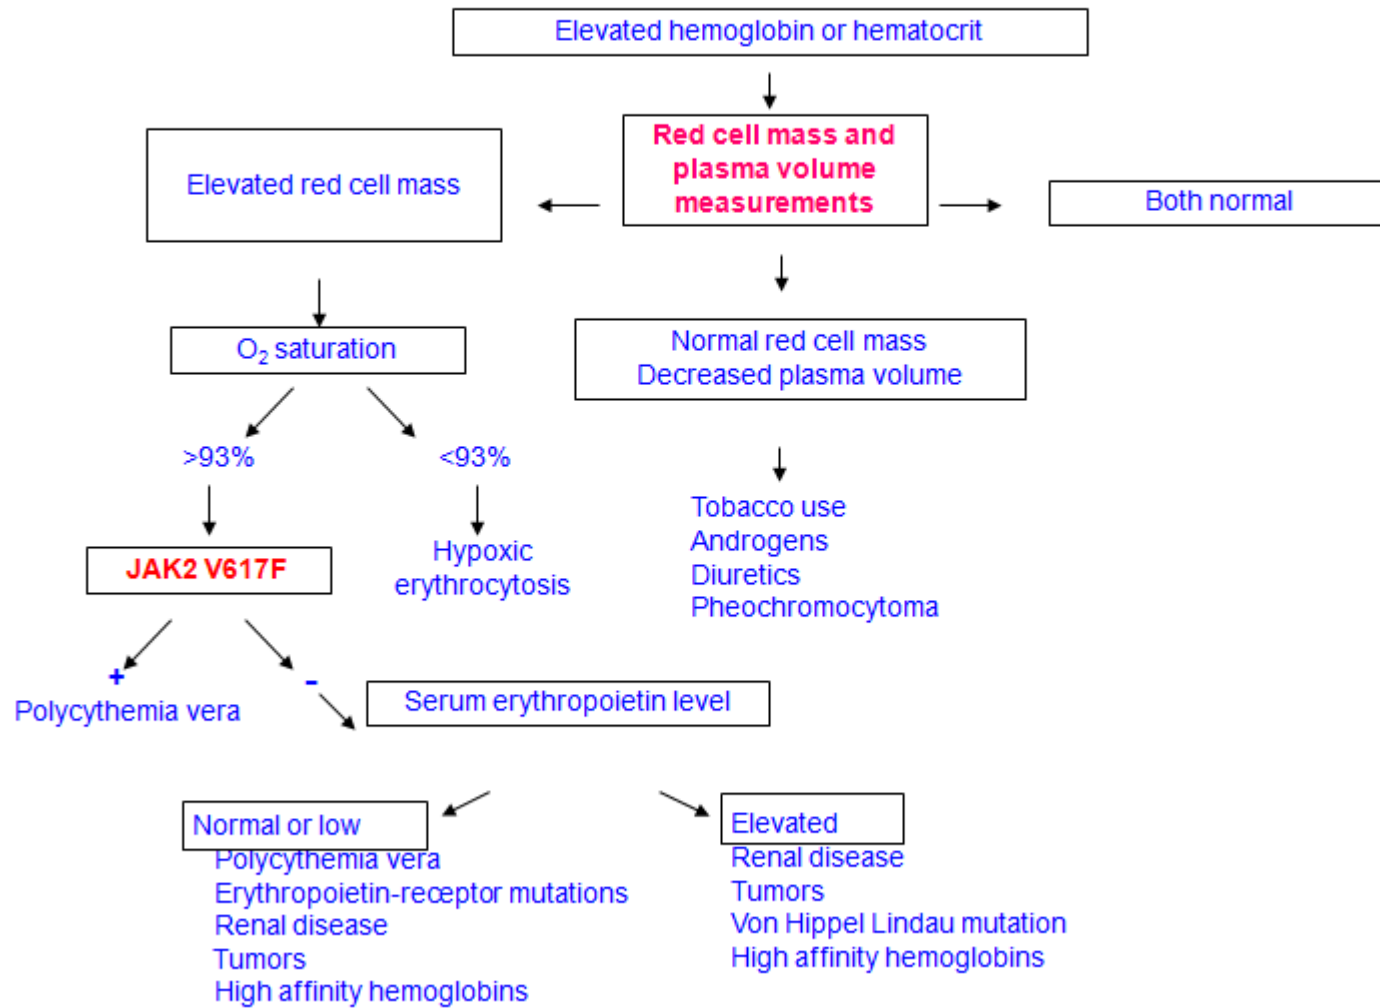 Elevated hemoglobin or hematocrit
Red cell mass and
plasma volume
measurements
Elevated red cell mass
Both normal
O₂ saturation
Normal red cell mass
Decreased plasma volume
>93%
<93%
Tobacco use
Androgens
Diuretics
Pheochromocytoma
JAK2 V617F
Hypoxic
erythrocytosis
+
-
Polycythemia vera
Serum erythropoietin level
Normal or low
Polycythemia vera
Erythropoietin-receptor mutations
Renal disease
Tumors
High affinity hemoglobins
Elevated
Renal disease
Tumors
Von Hippel Lindau mutation
High affinity hemoglobins